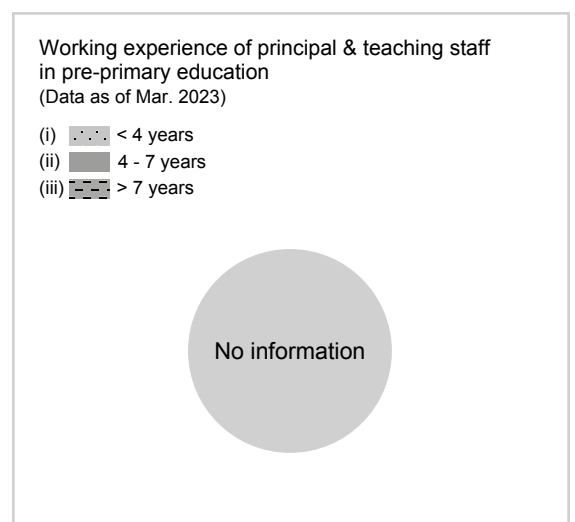 Working experience of principal & teaching staff
in pre-primary education
(Data as of Mar. 2023)
(i) < 4 years
(ii) 4 - 7 years
(iii) > 7 years
No information